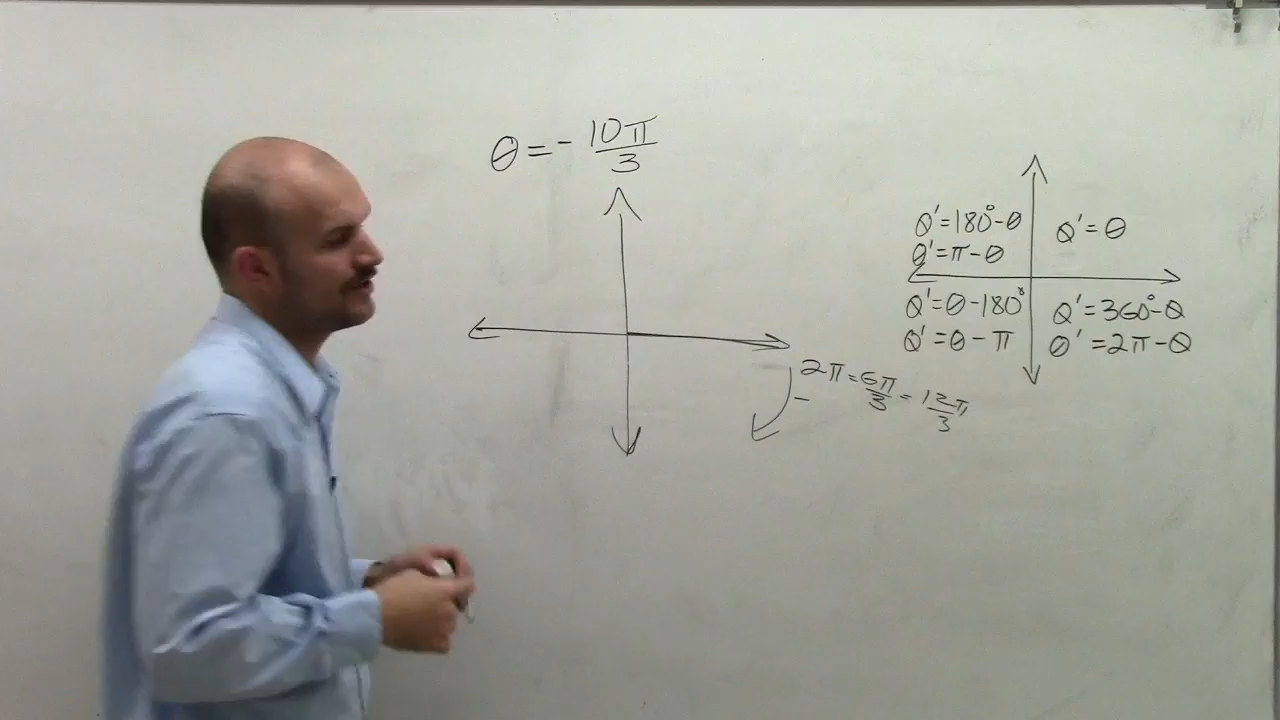 θ = - 10π/3
θ'=180°-θ
θ'=π-θ
θ'=θ
θ'=θ-180°
θ'=θ-π
θ'=360°-θ
θ'=2π-θ
2π=6π/3=12π/3
-